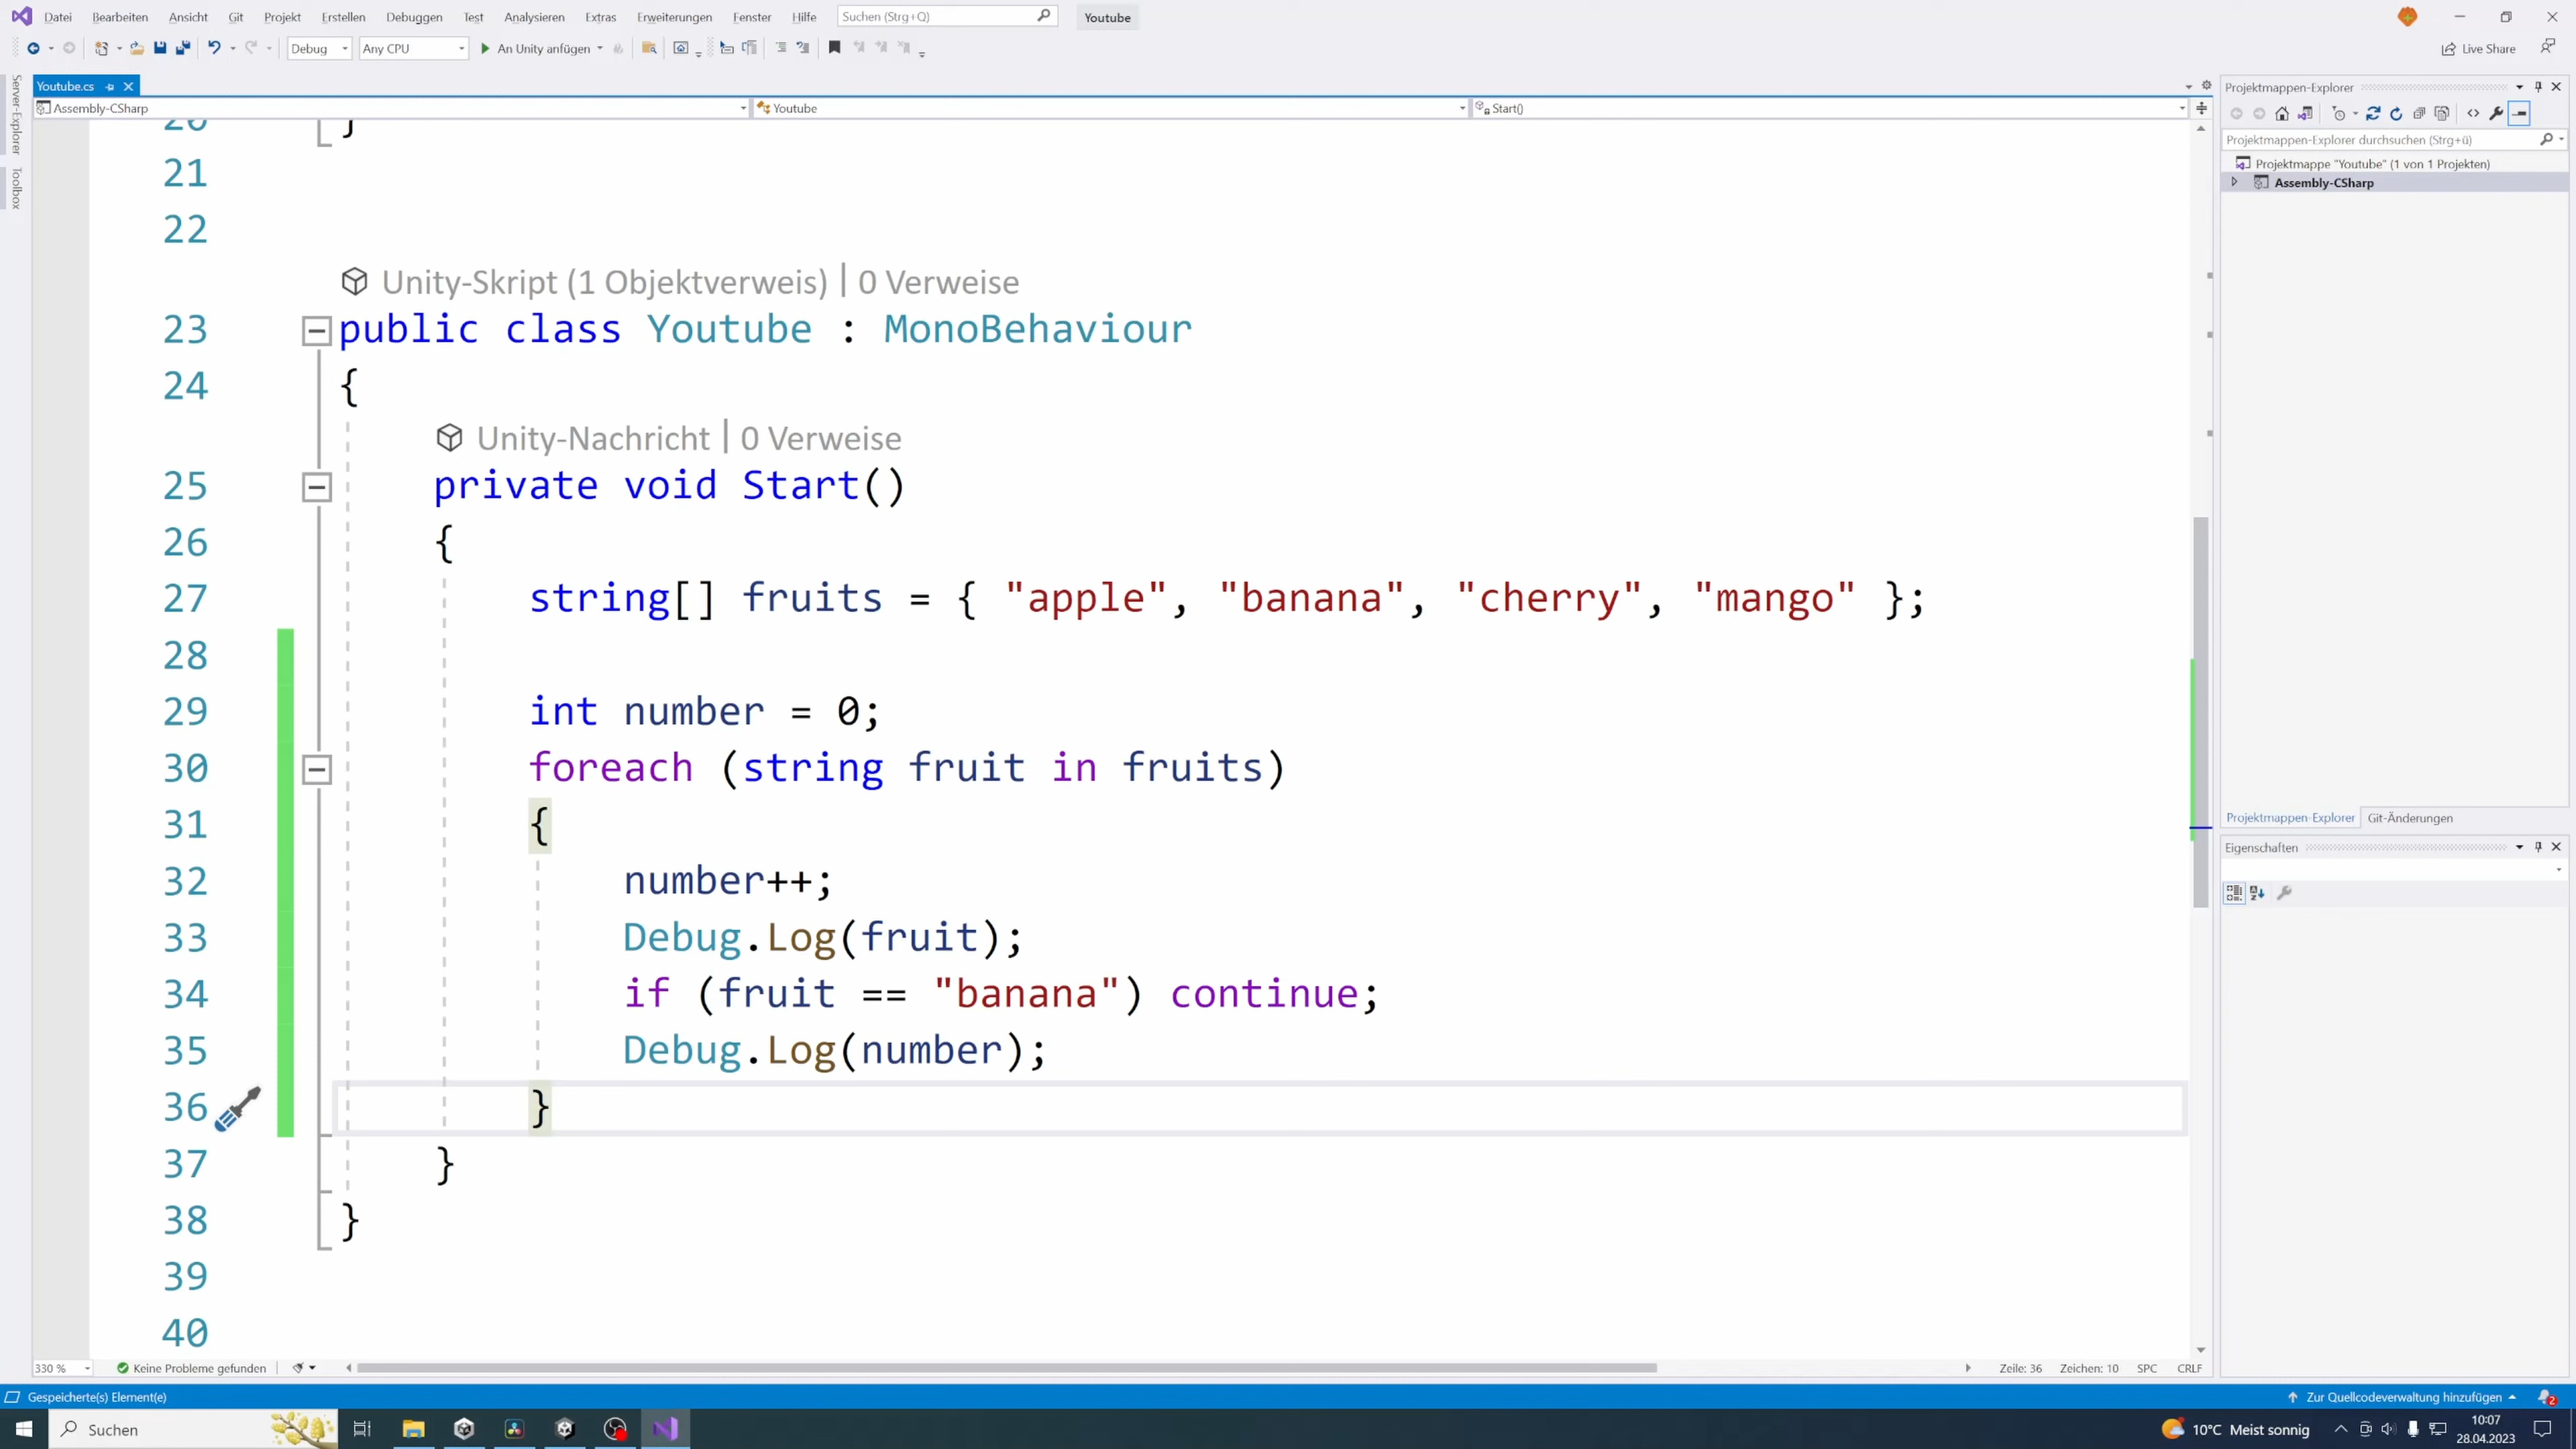 Datei Bearbeiten Ansicht Git Projekt Erstellen Debuggen Test Analysieren Extras Erweiterungen Fenster Hilfe Suchen (Strg+Q) Youtube
Debug Any CPU An Unity anfügen Live Share
Server-Explorer
Toolbox
Youtube.cs
Assembly-CSharp Youtube Start()
20 }
21
22
Unity-Skript (1 Objektverweis) | 0 Verweise
23 public class Youtube : MonoBehaviour
24 {
Unity-Nachricht | 0 Verweise
25 private void Start()
26 {
27 string[] fruits = { "apple", "banana", "cherry", "mango" };
28
29 int number = 0;
30 foreach (string fruit in fruits)
31 {
32 number++;
33 Debug.Log(fruit);
34 if (fruit == "banana") continue;
35 Debug.Log(number);
36 }
37 }
38 }
39
40
330 % Keine Probleme gefunden Zeile: 36 Zeichen: 10 SPC CRLF
Projektmappen-Explorer
Projektmappen-Explorer durchsuchen (Strg+ü)
Projektmappe "Youtube" (1 von 1 Projekten)
Assembly-CSharp
Projektmappen-Explorer Git-Änderungen
Eigenschaften
Gespeicherte(s) Element(e) Zur Quellcodeverwaltung hinzufügen 2
Suchen 10°C Meist sonnig 10:07
28.04.2023